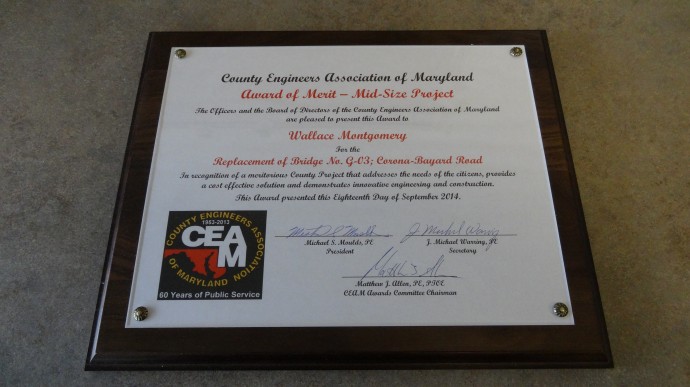 County Engineers Association of Maryland
Award of Merit – Mid-Size Project
The Officers and the Board of Directors of the County Engineers Association of Maryland
are pleased to present this Award to
Wallace Montgomery
For the
Replacement of Bridge No. G-03; Corona-Bayard Road
In recognition of a meritorious County Project that addresses the needs of the citizens, provides
a cost effective solution and demonstrates innovative engineering and construction.
This Award presented this Eighteenth Day of September 2014.
COUNTY ENGINEERS ASSOCIATION
1953-2013
CEAM
OF MARYLAND
60 Years of Public Service
Michael S. Moulds, PE
President
J. Michael Warring, PE
Secretary
Matthew J. Allen, PE, PTOE
CEAM Awards Committee Chairman